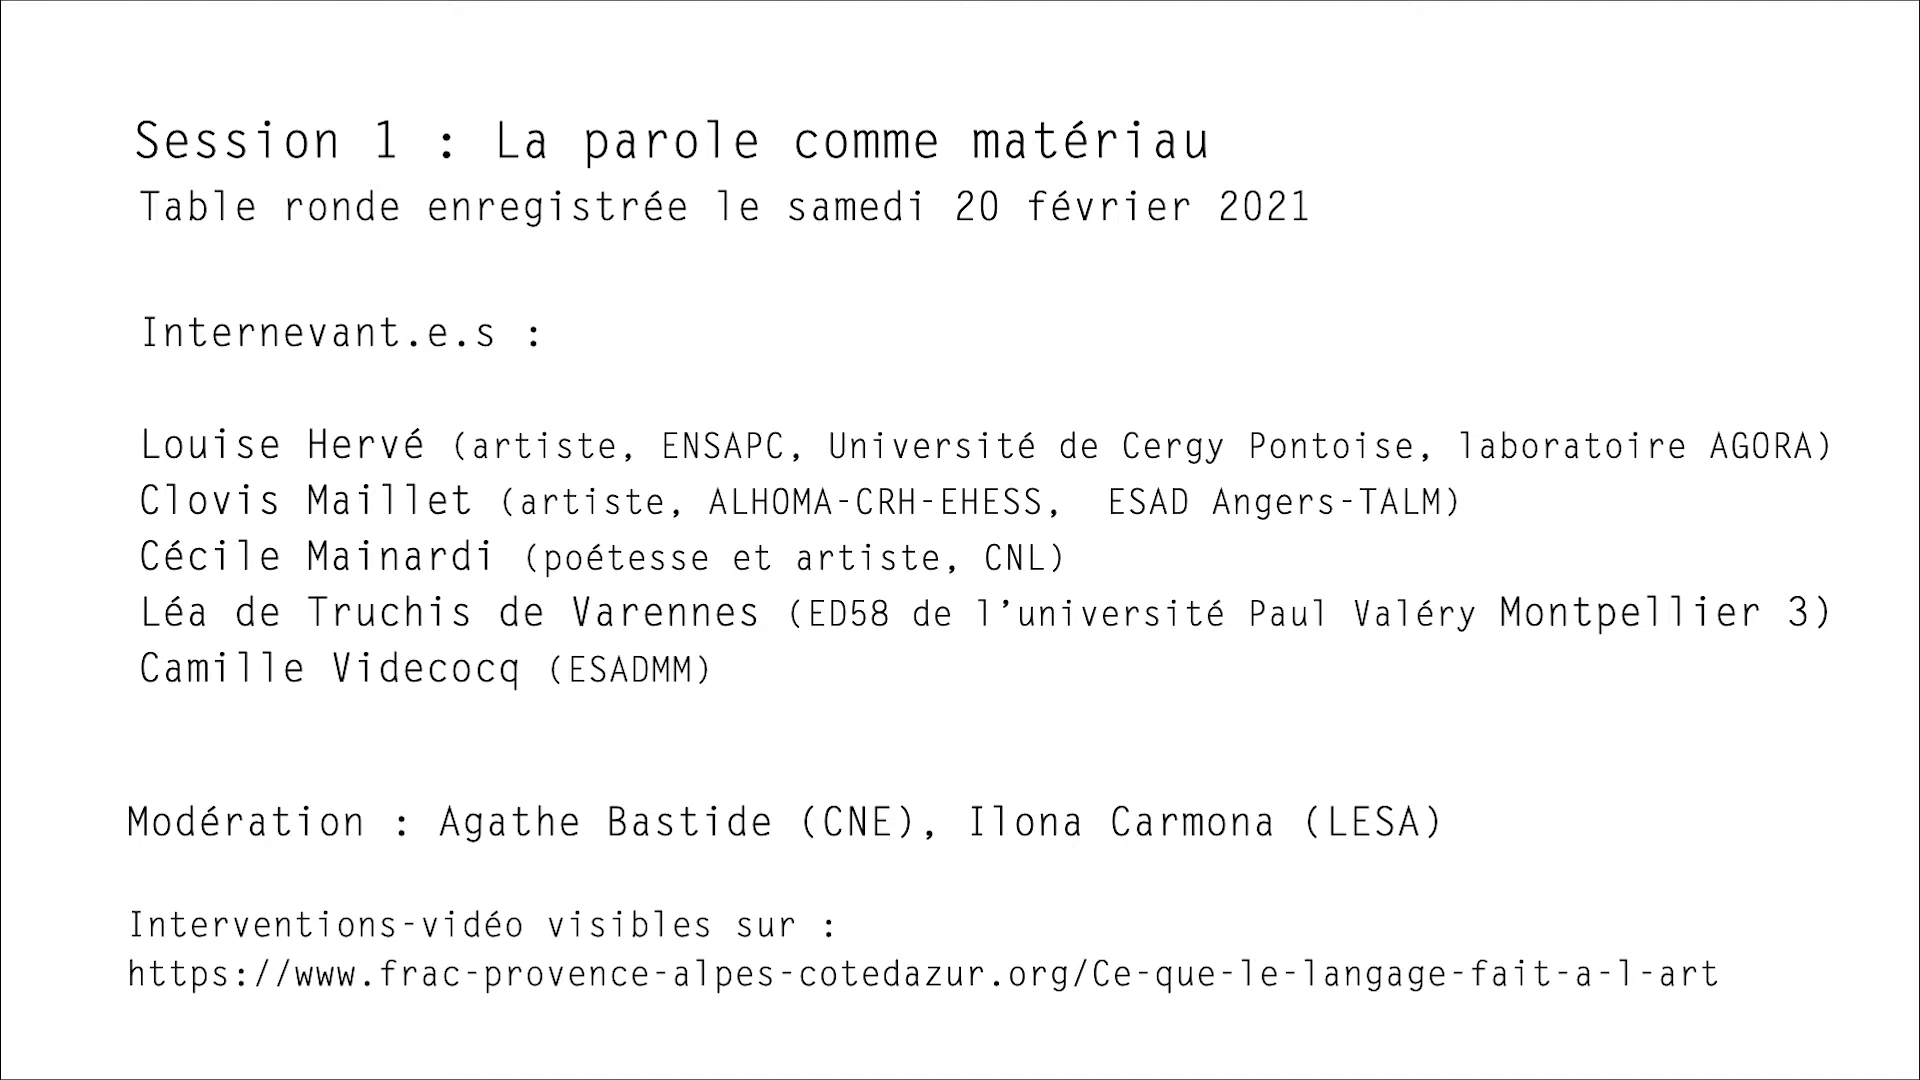 Session 1 : La parole comme matériau
Table ronde enregistrée le samedi 20 février 2021
Internevant.e.s :
Louise Hervé (artiste, ENSAPC, Université de Cergy Pontoise, laboratoire AGORA)
Clovis Maillet (artiste, ALHOMA-CRH-EHESS, ESAD Angers-TALM)
Cécile Mainardi (poétesse et artiste, CNL)
Léa de Truchis de Varennes (ED58 de l’université Paul Valéry Montpellier 3)
Camille Videcocq (ESADMM)
Modération : Agathe Bastide (CNE), Ilona Carmona (LESA)
Interventions-vidéo visibles sur :
https://www.frac-provence-alpes-cotedazur.org/Ce-que-le-langage-fait-a-l-art